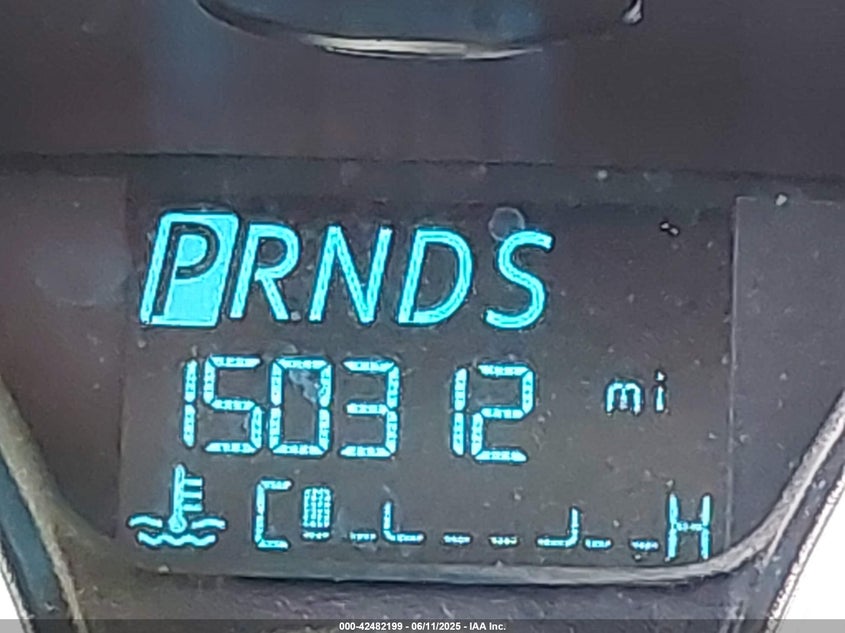 PRNDS
150312 mi
C H
000-42482199 - 06/11/2025 - IAA Inc.